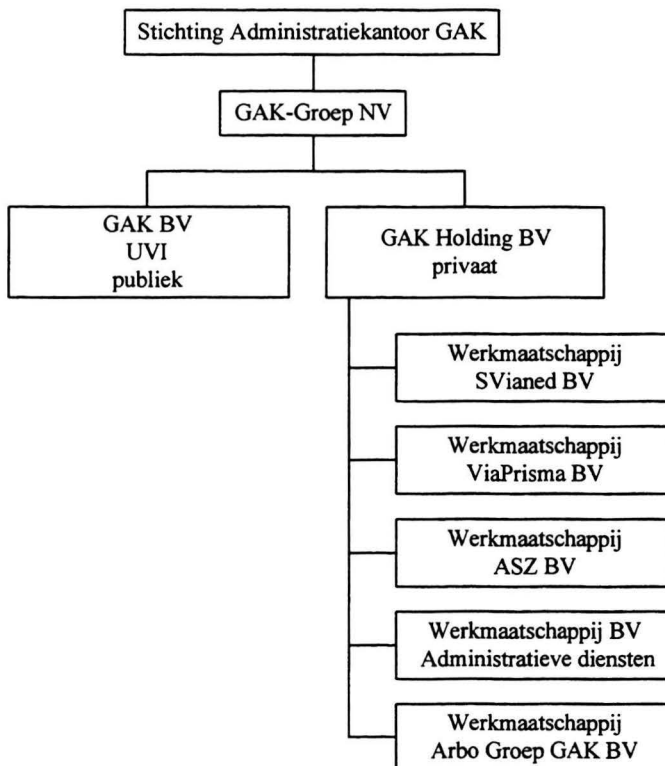 Stichting Administratiekantoor GAK
GAK-Groep NV
GAK BV
UVI
publiek
GAK Holding BV
privaat
Werkmaatschappij
SVianed BV
Werkmaatschappij
ViaPrisma BV
Werkmaatschappij
ASZ BV
Werkmaatschappij BV
Administratieve diensten
Werkmaatschappij
Arbo Groep GAK BV